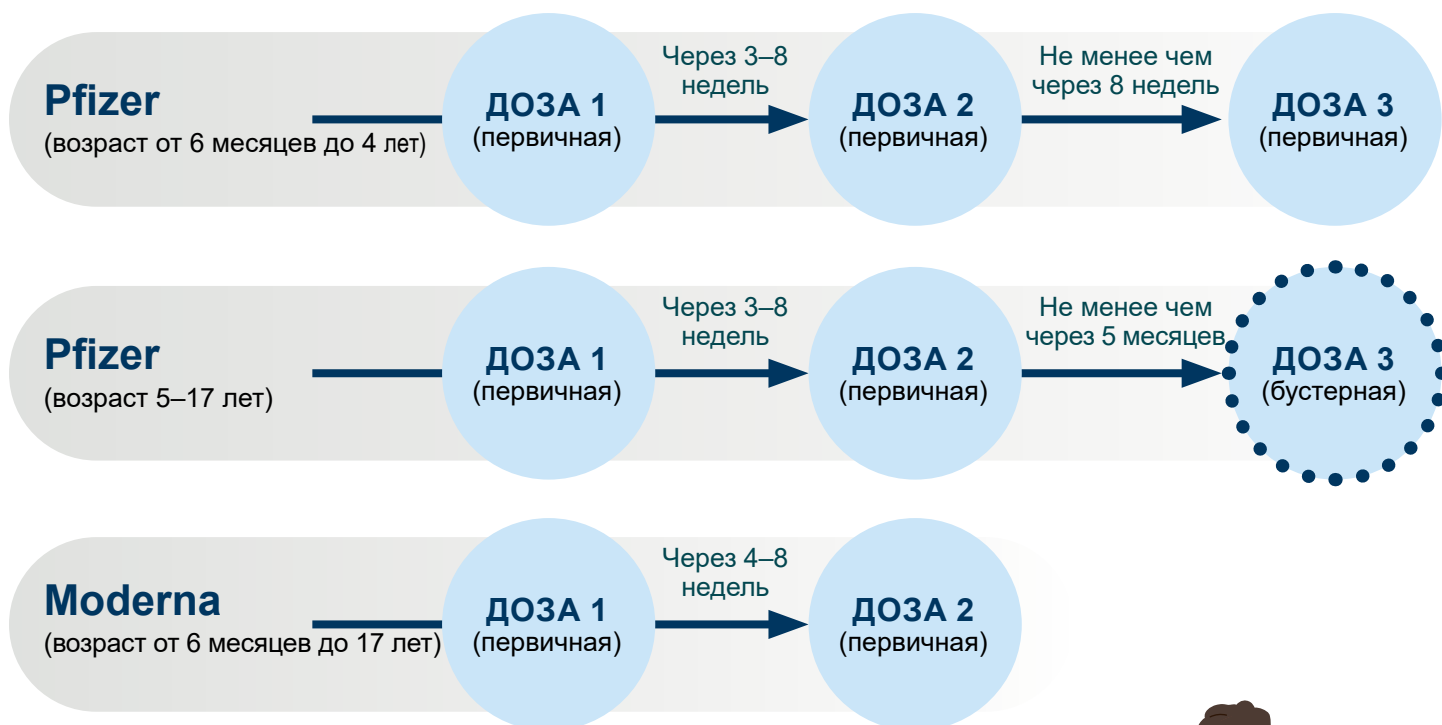 Pfizer
(возраст от 6 месяцев до 4 лет)
ДОЗА 1
(первичная)
Через 3–8
недель
ДОЗА 2
(первичная)
Не менее чем
через 8 недель
ДОЗА 3
(первичная)
Pfizer
(возраст 5–17 лет)
ДОЗА 1
(первичная)
Через 3–8
недель
ДОЗА 2
(первичная)
Не менее чем
через 5 месяцев
ДОЗА 3
(бустерная)
Moderna
(возраст от 6 месяцев до 17 лет)
ДОЗА 1
(первичная)
Через 4–8
недель
ДОЗА 2
(первичная)